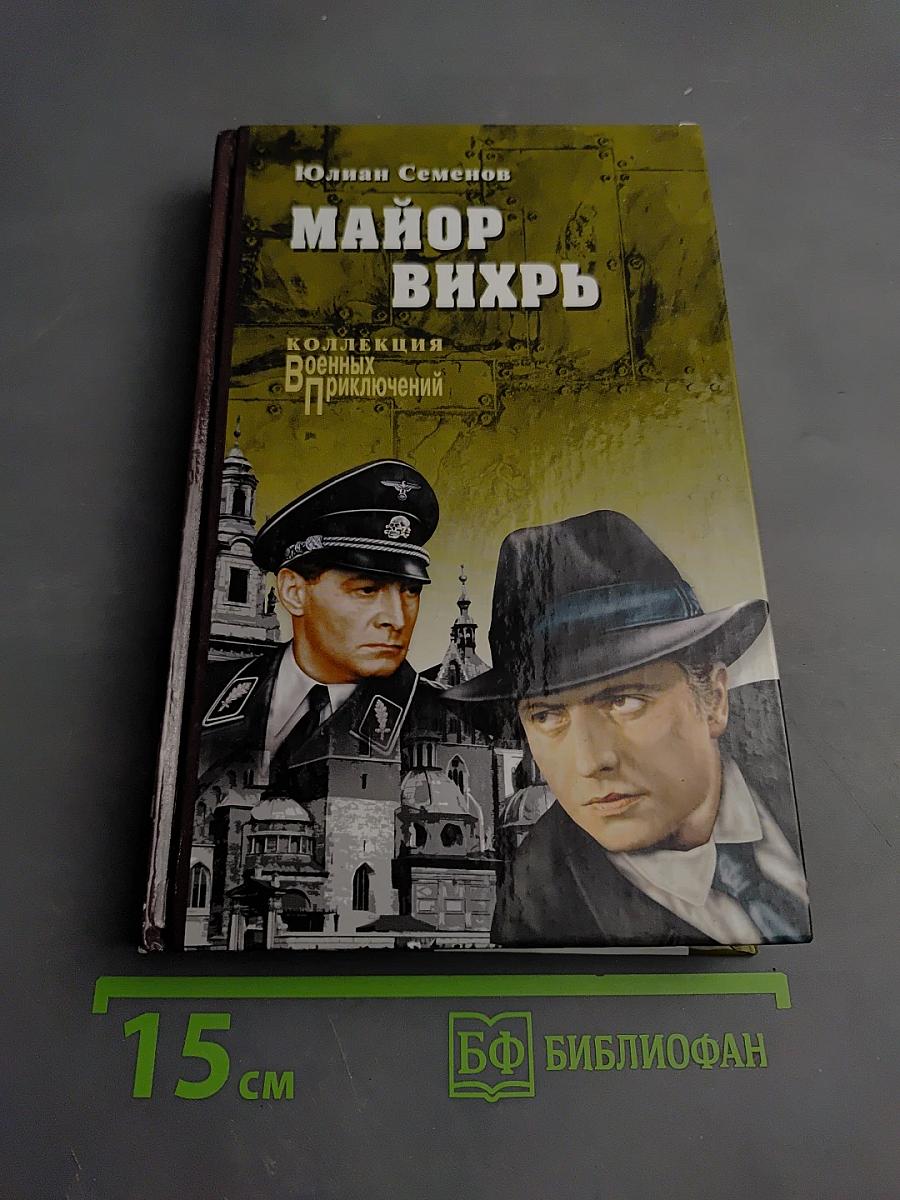 Юлиан Семенов
МАЙОР
ВИХРЬ
КОЛЛЕКЦИЯ
Военных
Приключений
15 см
БФ БИБЛИОФАН